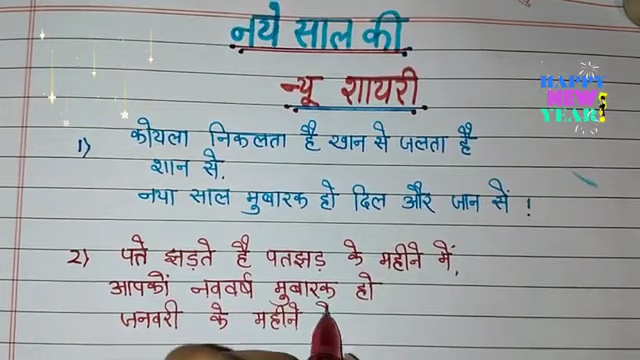 नये साल की
न्यू शायरी
HAPPY
NEW
YEAR!
1) कोयला निकलता है खान से जलता है
शान से,
नया साल मुबारक हो दिल और जान सें !
2) पते झड़ते है पतझड़ के महीने में,
आपकों नववर्ष मुबारक हो
जनवरी के महीने